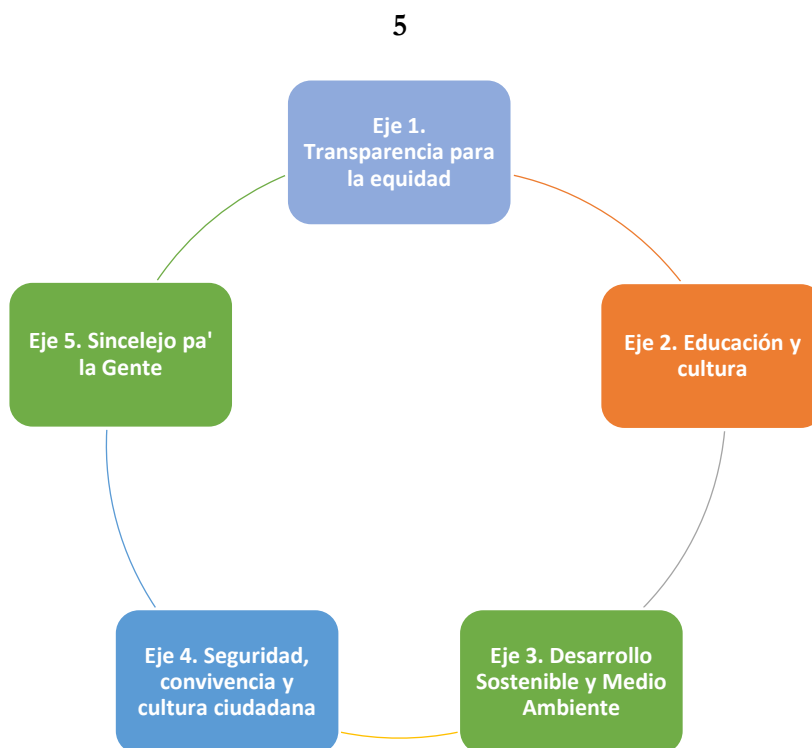 5
Eje 1.
Transparencia para
la equidad
Eje 2. Educación y
cultura
Eje 3. Desarrollo
Sostenible y Medio
Ambiente
Eje 4. Seguridad,
convivencia y
cultura ciudadana
Eje 5. Sincelejo pa'
la Gente